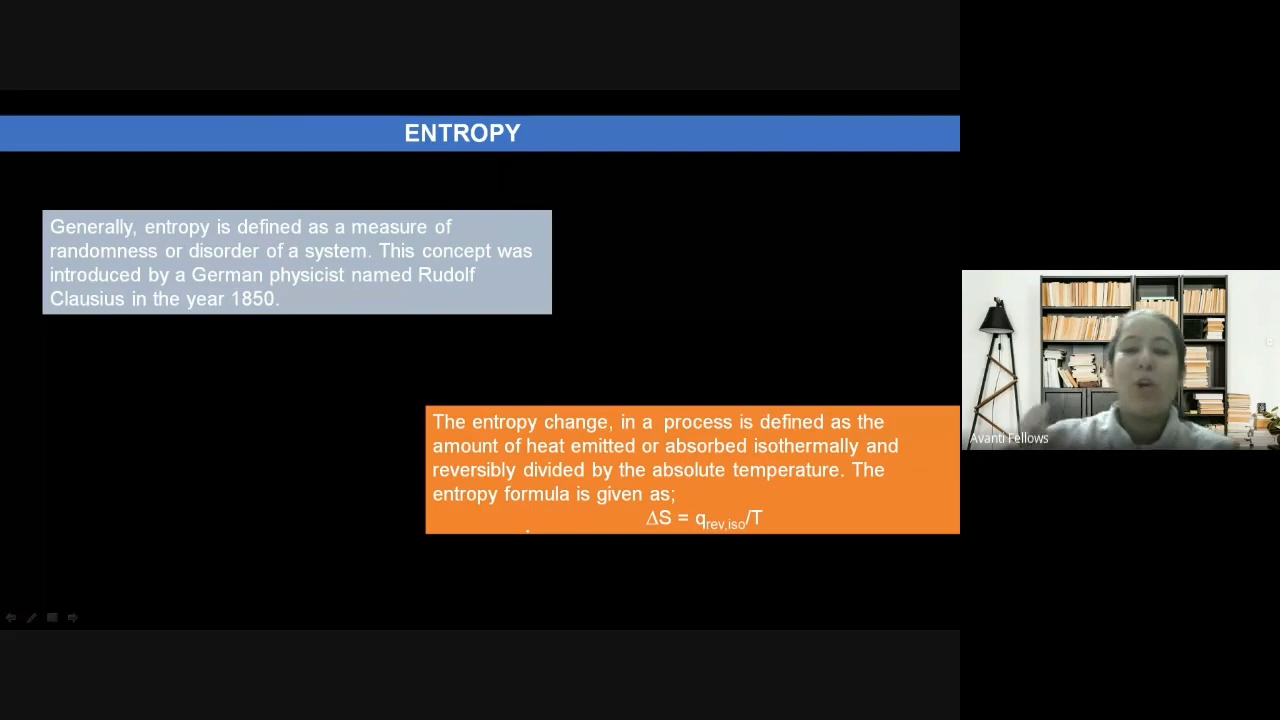 ENTROPY
Generally, entropy is defined as a measure of
randomness or disorder of a system. This concept was
introduced by a German physicist named Rudolf
Clausius in the year 1850.
The entropy change, in a process is defined as the
amount of heat emitted or absorbed isothermally and
reversibly divided by the absolute temperature. The
entropy formula is given as;
ΔS = q_rev,iso/T
.
Avanti Fellows